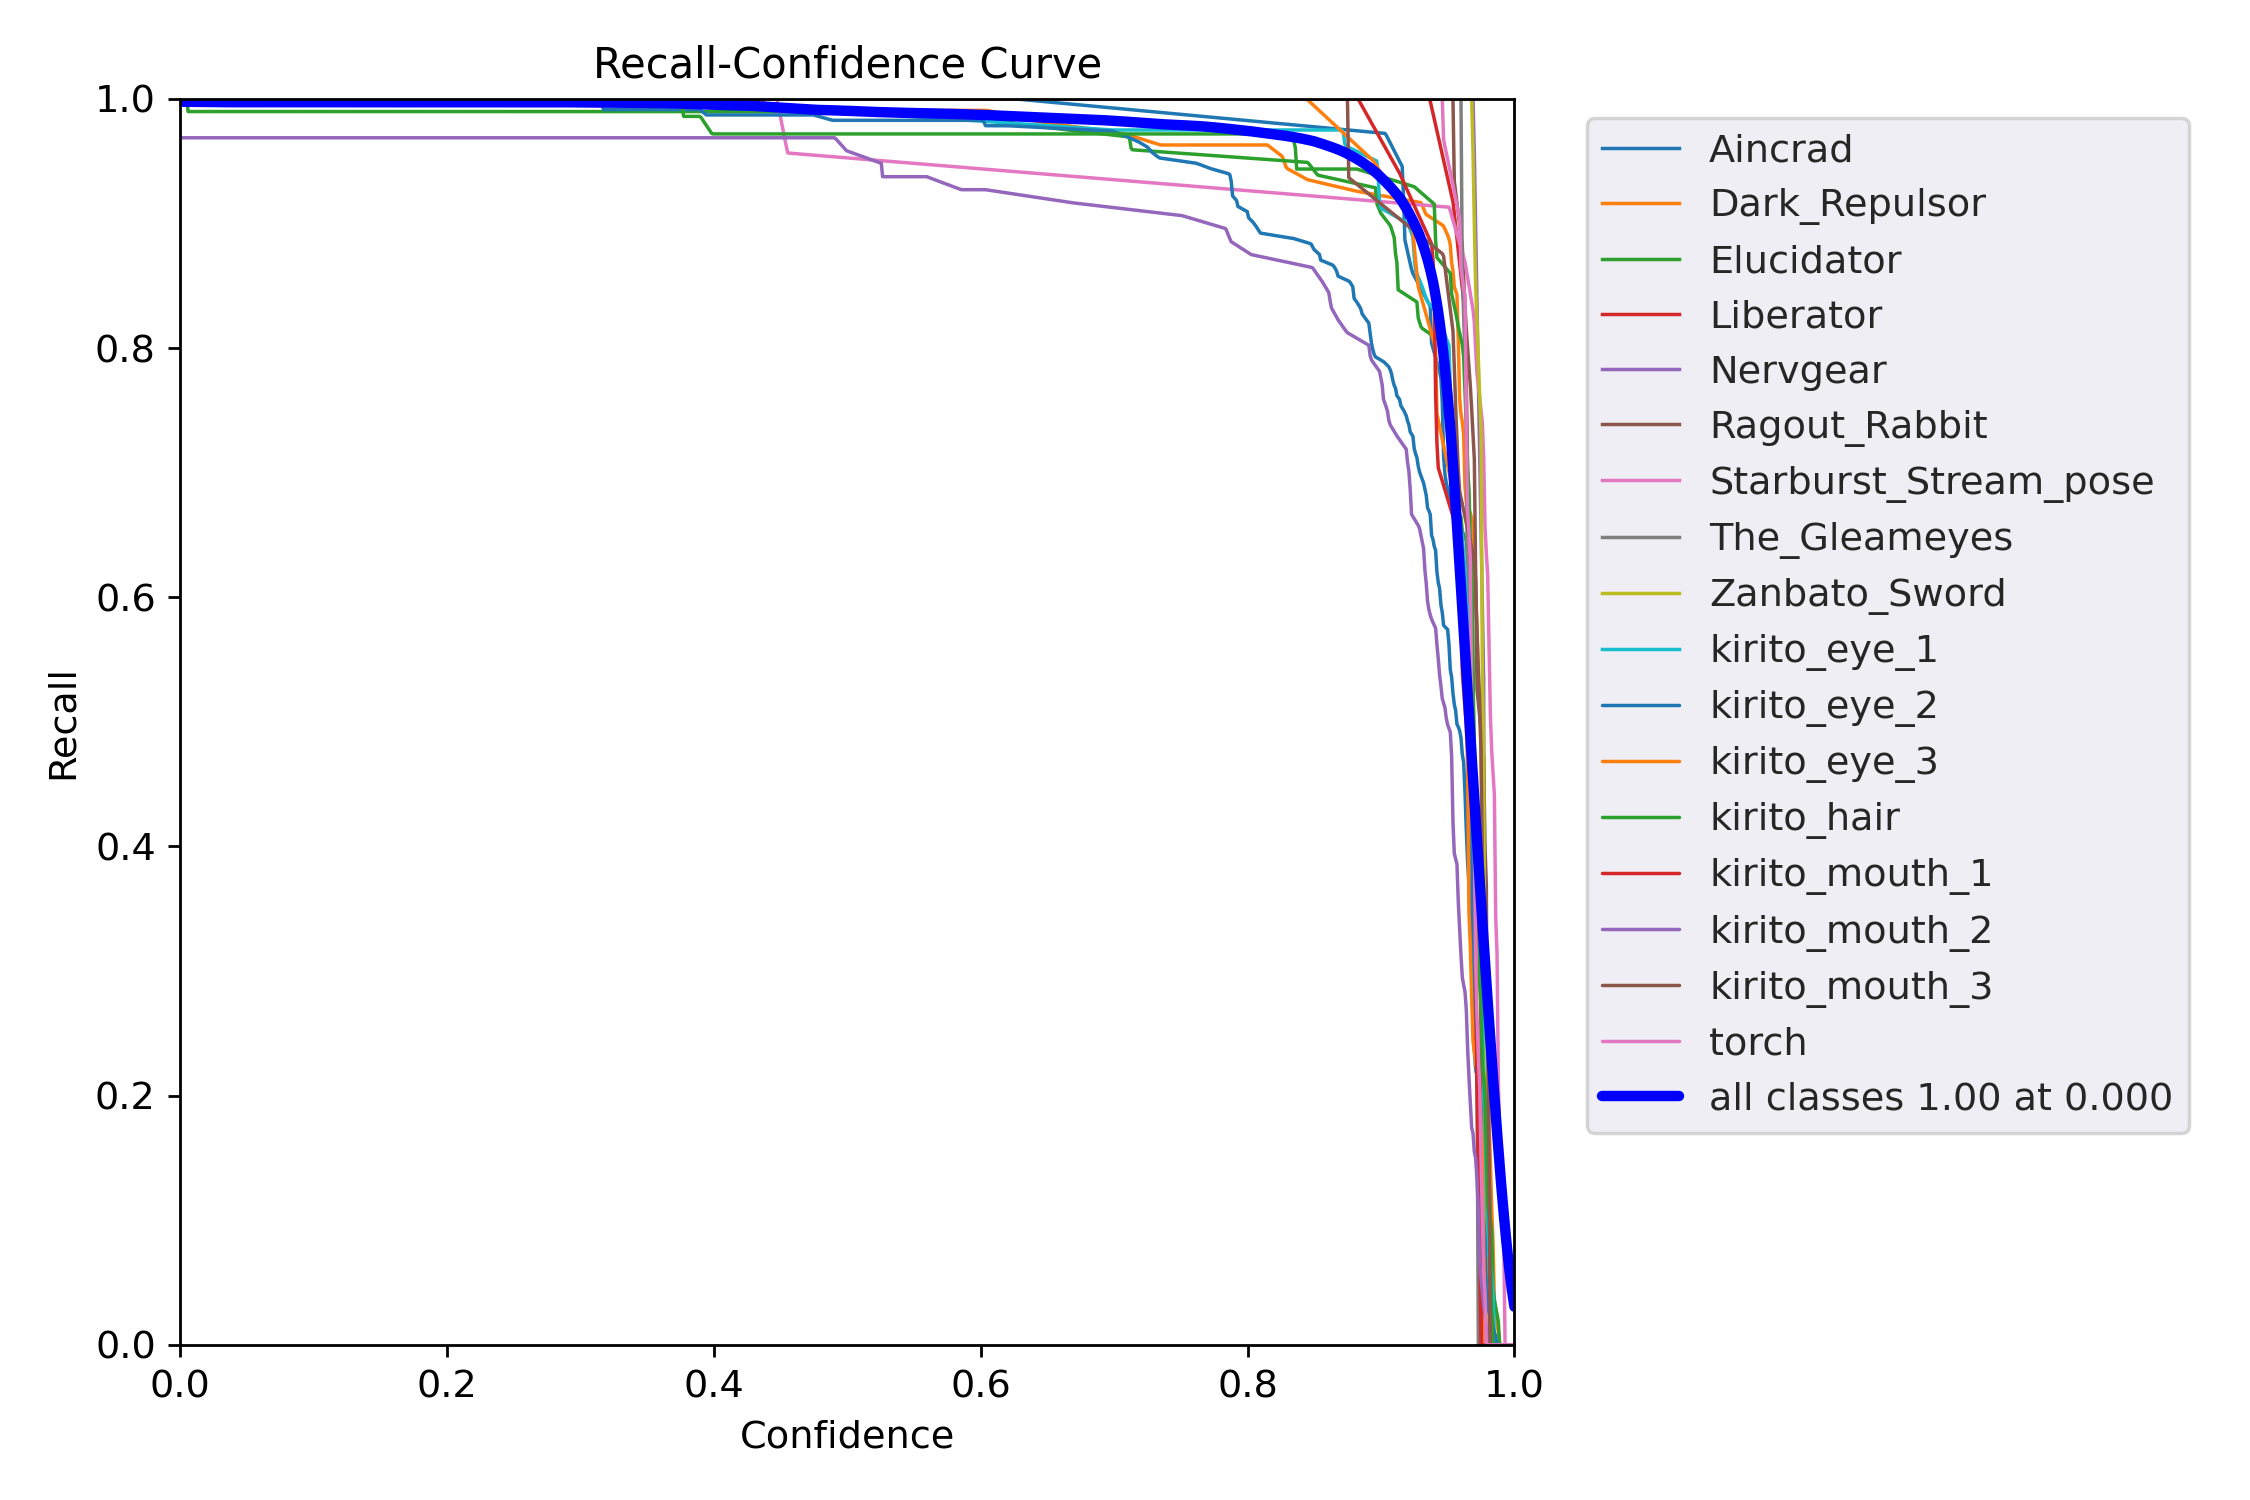 Recall-Confidence Curve
1.0
0.8
0.6
0.4
0.2
0.0
Recall
0.0 0.2 0.4 0.6 0.8 1.0
Confidence
Aincrad
Dark_Repulsor
Elucidator
Liberator
Nervgear
Ragout_Rabbit
Starburst_Stream_pose
The_Gleameyes
Zanbato_Sword
kirito_eye_1
kirito_eye_2
kirito_eye_3
kirito_hair
kirito_mouth_1
kirito_mouth_2
kirito_mouth_3
torch
all classes 1.00 at 0.000